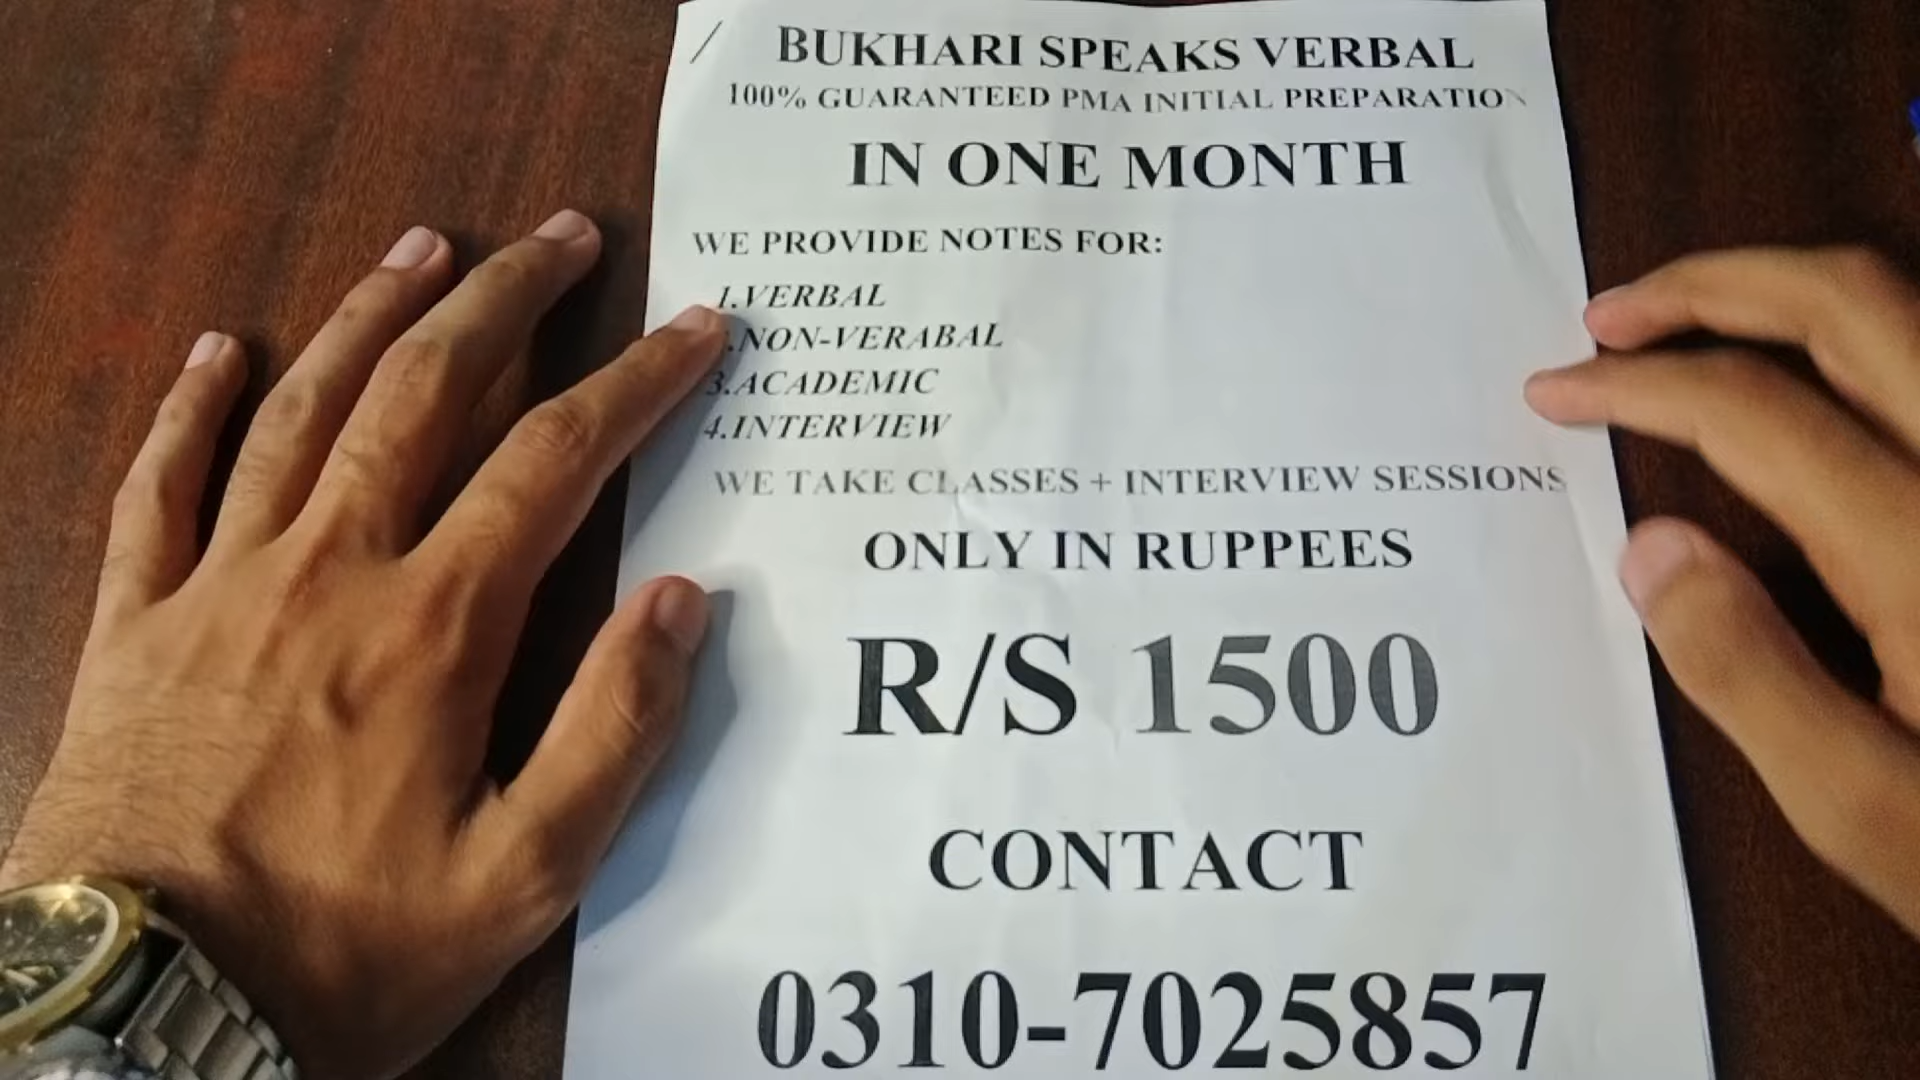 BUKHARI SPEAKS VERBAL
100% GUARANTEED PMA INITIAL PREPARATION
IN ONE MONTH
WE PROVIDE NOTES FOR:
1.VERBAL
.NON-VERABAL
3.ACADEMIC
4.INTERVIEW
WE TAKE CLASSES + INTERVIEW SESSIONS
ONLY IN RUPPEES
R/S 1500
CONTACT
0310-7025857